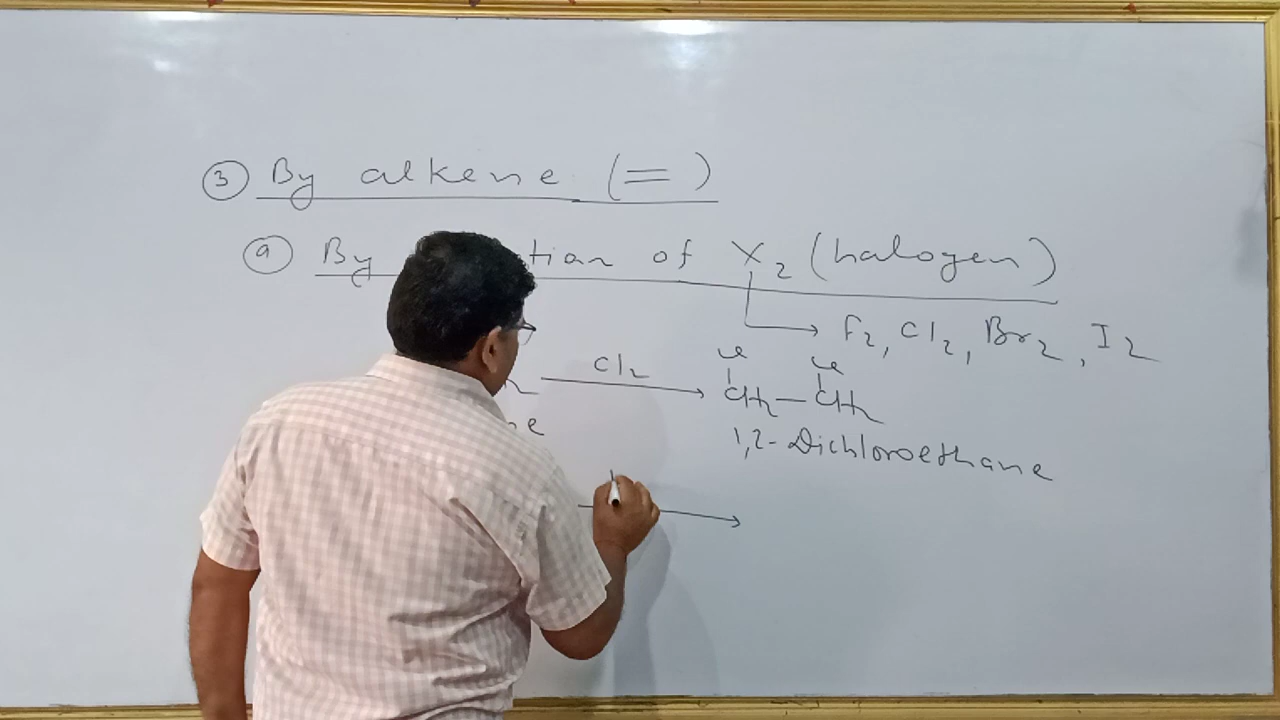 ③ By alkene (=)
ⓐ By tion of X₂ (halogen)
F₂, Cl₂, Br₂, I₂
Cl Cl
Cl₂ CH₂—CH₂
ne 1,2-Dichloroethane